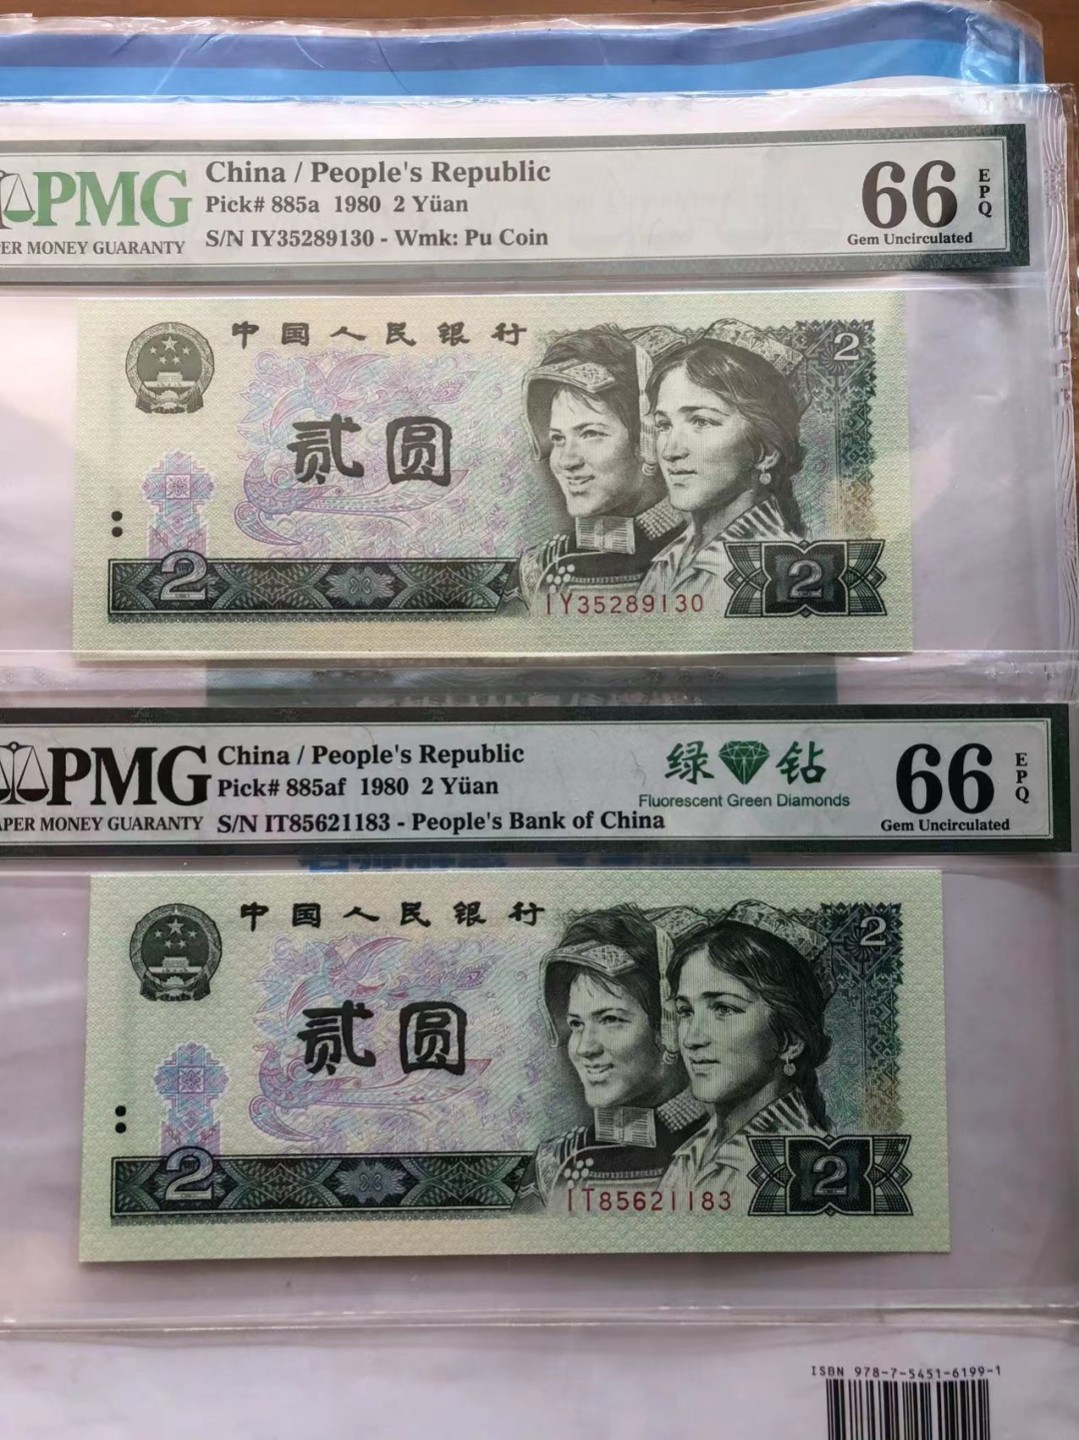 PMG
China / People's Republic
Pick# 885a 1980 2 Yüan
ER MONEY GUARANTY
S/N IY35289130 - Wmk: Pu Coin
66
EPQ
Gem Uncirculated
中国人民银行
2
贰圆
2
2
IY35289130
PMG
China / People's Republic
Pick# 885af 1980 2 Yüan
APER MONEY GUARANTY
S/N IT85621183 - People's Bank of China
绿钻
Fluorescent Green Diamonds
66
EPQ
Gem Uncirculated
中国人民银行
2
贰圆
2
2
IT85621183
ISBN 978-7-5451-6199-1